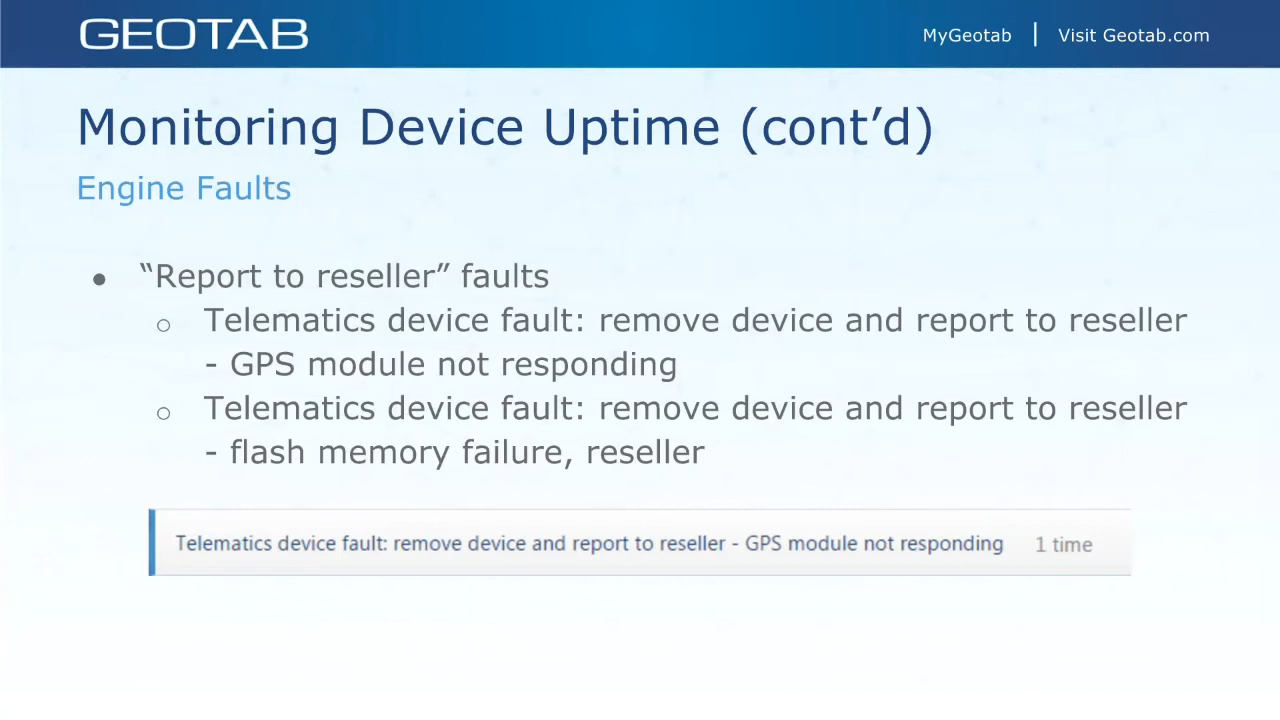 GEOTAB
MyGeotab | Visit Geotab.com
Monitoring Device Uptime (cont’d)
Engine Faults
● “Report to reseller” faults
○ Telematics device fault: remove device and report to reseller
- GPS module not responding
○ Telematics device fault: remove device and report to reseller
- flash memory failure, reseller
Telematics device fault: remove device and report to reseller - GPS module not responding 1 time